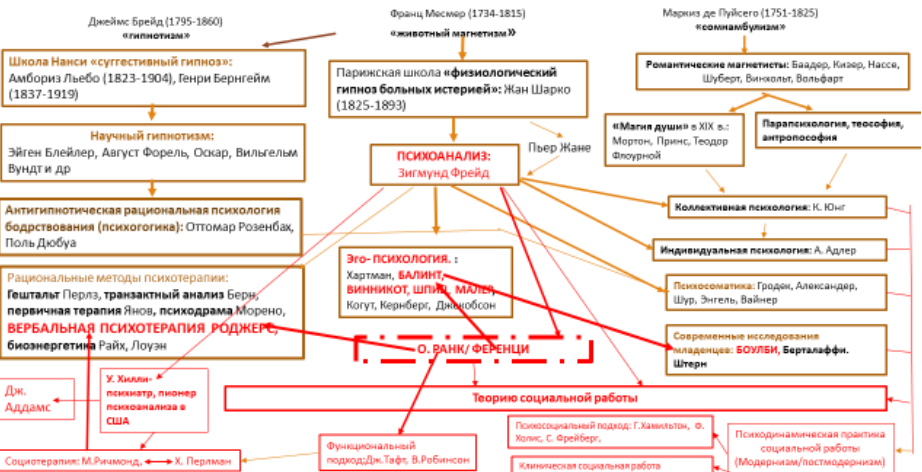 Джеймс Брейд (1795-1860)
«гипнотизм»
Франц Месмер (1734-1815)
«животный магнетизм»
Маркиз де Пуйсего (1751-1825)
«сомнамбулизм»
Школа Нанси «суггестивный гипноз»:
Амбориз Льебо (1823-1904), Генри Бернгейм
(1837-1919)
Парижская школа «физиологический
гипноз больных истерией»: Жан Шарко
(1825-1893)
Романтические магнетисты: Баадер, Кизер, Нассе,
Шуберт, Винхольт, Вольфарт
Научный гипнотизм:
Эйген Блейлер, Август Форель, Оскар, Вильгельм
Вундт и др
Пьер Жане
«Магия души» в XIX в.:
Мортон, Принс, Теодор
Флоурной
Парапсихология, теософия,
антропософия
ПСИХОАНАЛИЗ:
Зигмунд Фрейд
Антигипнотическая рациональная психология
бодрствования (психогогика): Оттомар Розенбах,
Поль Дюбуа
Коллективная психология: К. Юнг
Индивидуальная психология: А. Адлер
Эго- ПСИХОЛОГИЯ. :
Хартман, БАЛИНТ,
ВИННИКОТ, ШПИЦ, МАЛЕР,
Когут, Кернберг, Джекобсон
Психосоматика: Гродек, Александер,
Шур, Энгель, Вайнер
Рациональные методы психотерапии:
Гештальт Перлз, транзактный анализ Берн,
первичная терапия Янов, психодрама Морено,
ВЕРБАЛЬНАЯ ПСИХОТЕРАПИЯ РОДЖЕРС,
биоэнергетика Райх, Лоуэн
Современные исследования
младенцев: БОУЛБИ, Берталаффи.
Штерн
О. РАНК/ ФЕРЕНЦИ
Дж.
Аддамс
У. Хилли-
психиатр, пионер
психоанализа в
США
Теорию социальной работы
Психосоциальный подход: Г.Хамильтон, Ф.
Холис, С. Фрейберг,
Психодинамическая практика
социальной работы
(Модернизм/постмодернизм)
Функциональный
подход:Дж.Тафт, В.Робинсон
Социотерапия: М.Ричмонд, Х. Перлман
Клиническая социальная работа